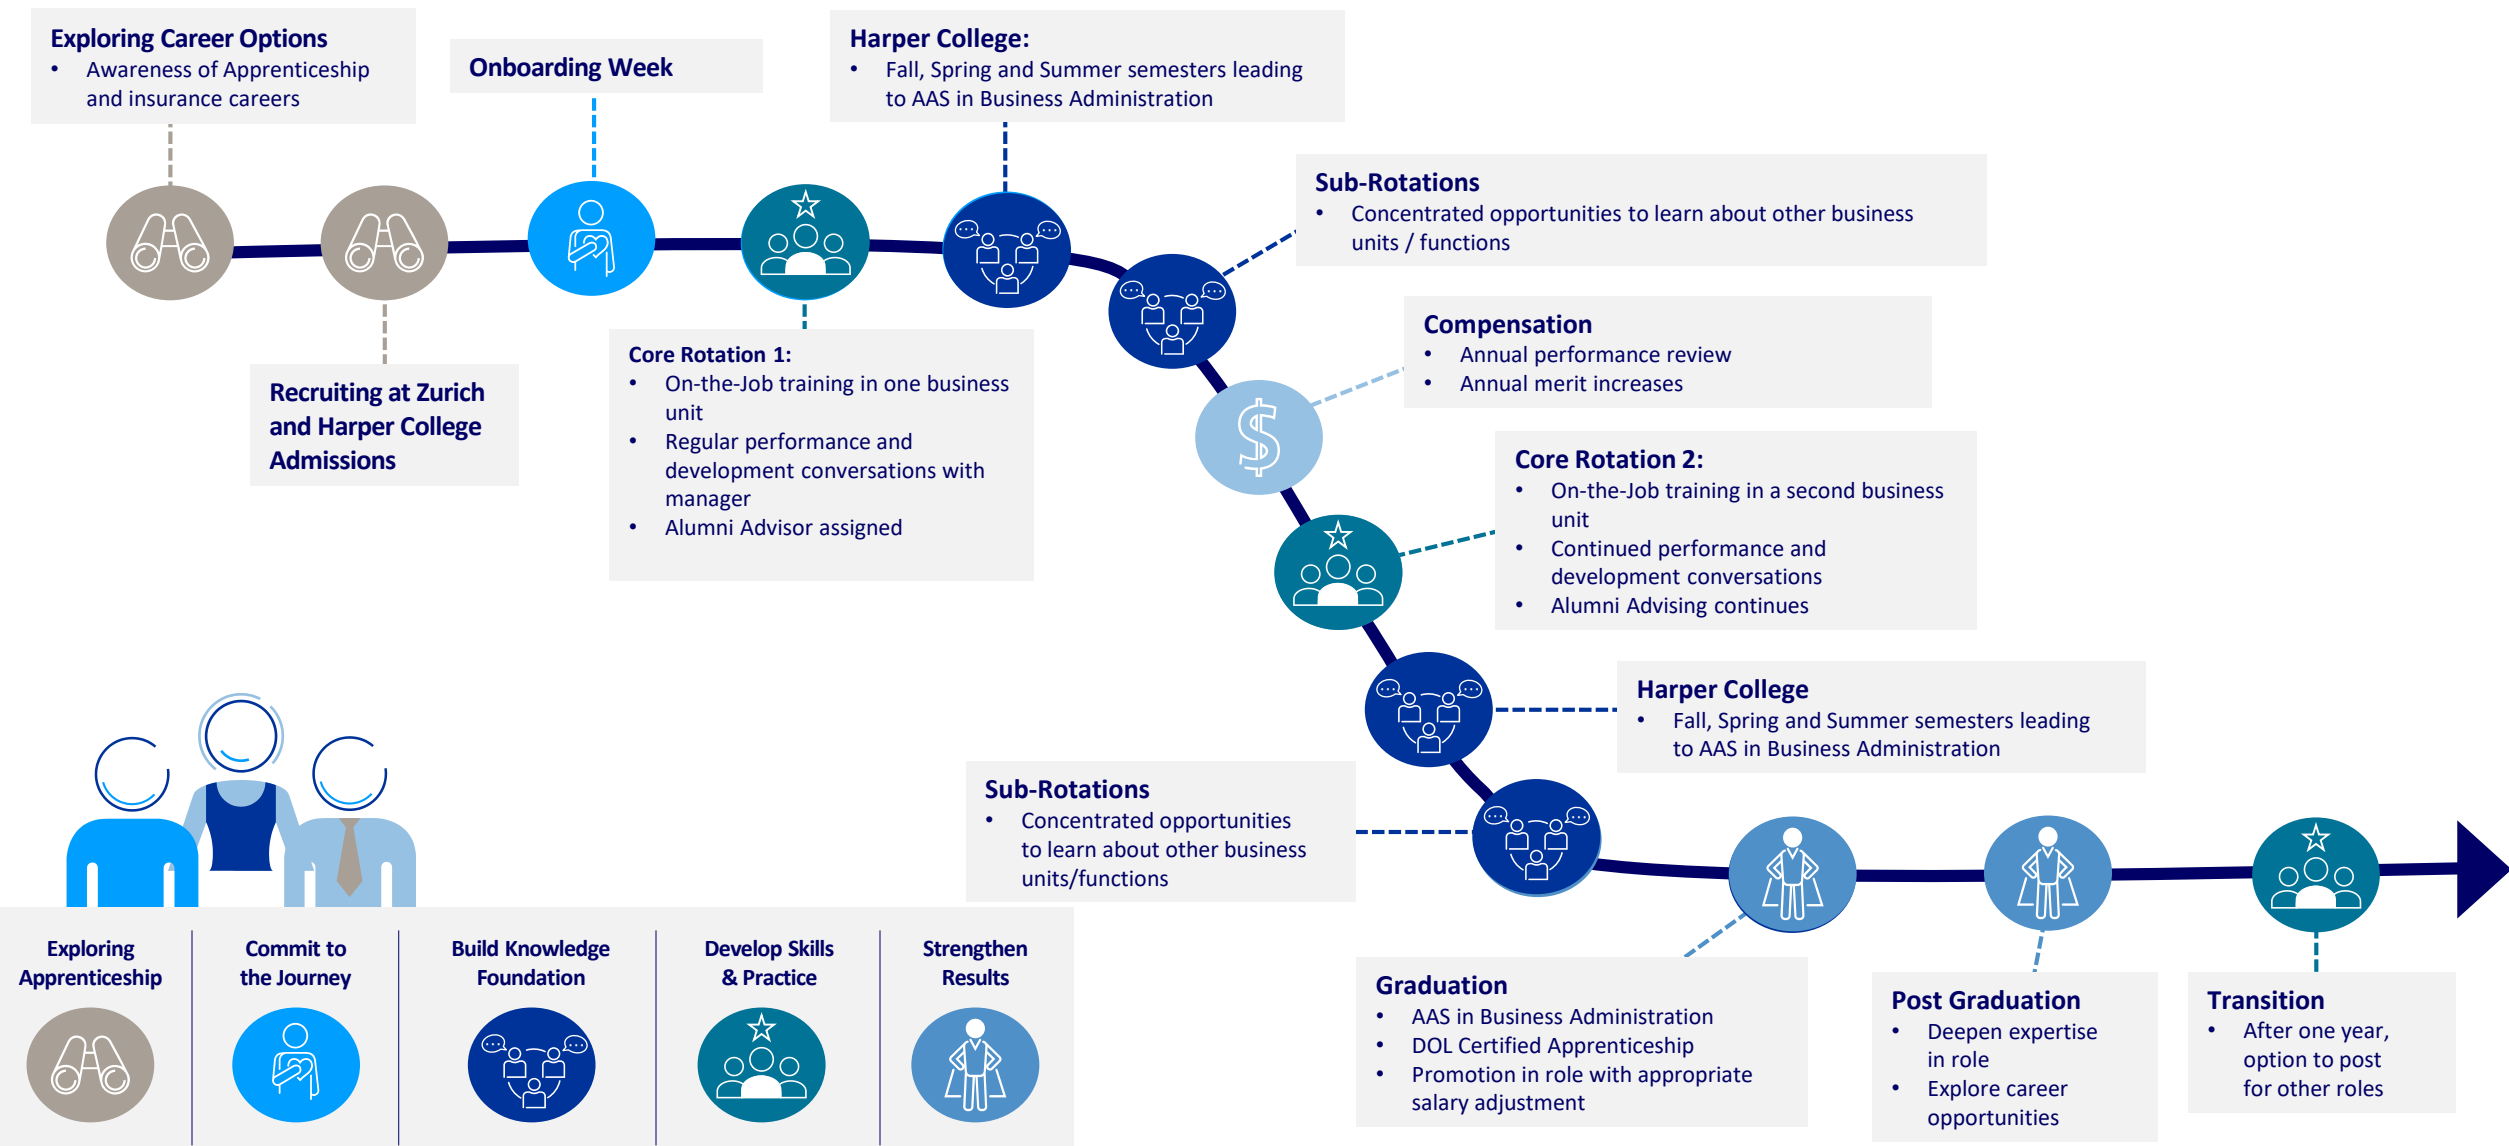 Exploring Career Options
• Awareness of Apprenticeship
and insurance careers
Recruiting at Zurich
and Harper College
Admissions
Onboarding Week
Core Rotation 1:
• On-the-Job training in one business
unit
• Regular performance and
development conversations with
manager
• Alumni Advisor assigned
Harper College:
• Fall, Spring and Summer semesters leading
to AAS in Business Administration
Sub-Rotations
• Concentrated opportunities to learn about other business
units / functions
Compensation
• Annual performance review
• Annual merit increases
$
Core Rotation 2:
• On-the-Job training in a second business
unit
• Continued performance and
development conversations
• Alumni Advising continues
Harper College
• Fall, Spring and Summer semesters leading
to AAS in Business Administration
Sub-Rotations
• Concentrated opportunities
to learn about other business
units/functions
Graduation
• AAS in Business Administration
• DOL Certified Apprenticeship
• Promotion in role with appropriate
salary adjustment
Post Graduation
• Deepen expertise
in role
• Explore career
opportunities
Transition
• After one year,
option to post
for other roles
Exploring
Apprenticeship
Commit to
the Journey
Build Knowledge
Foundation
Develop Skills
& Practice
Strengthen
Results